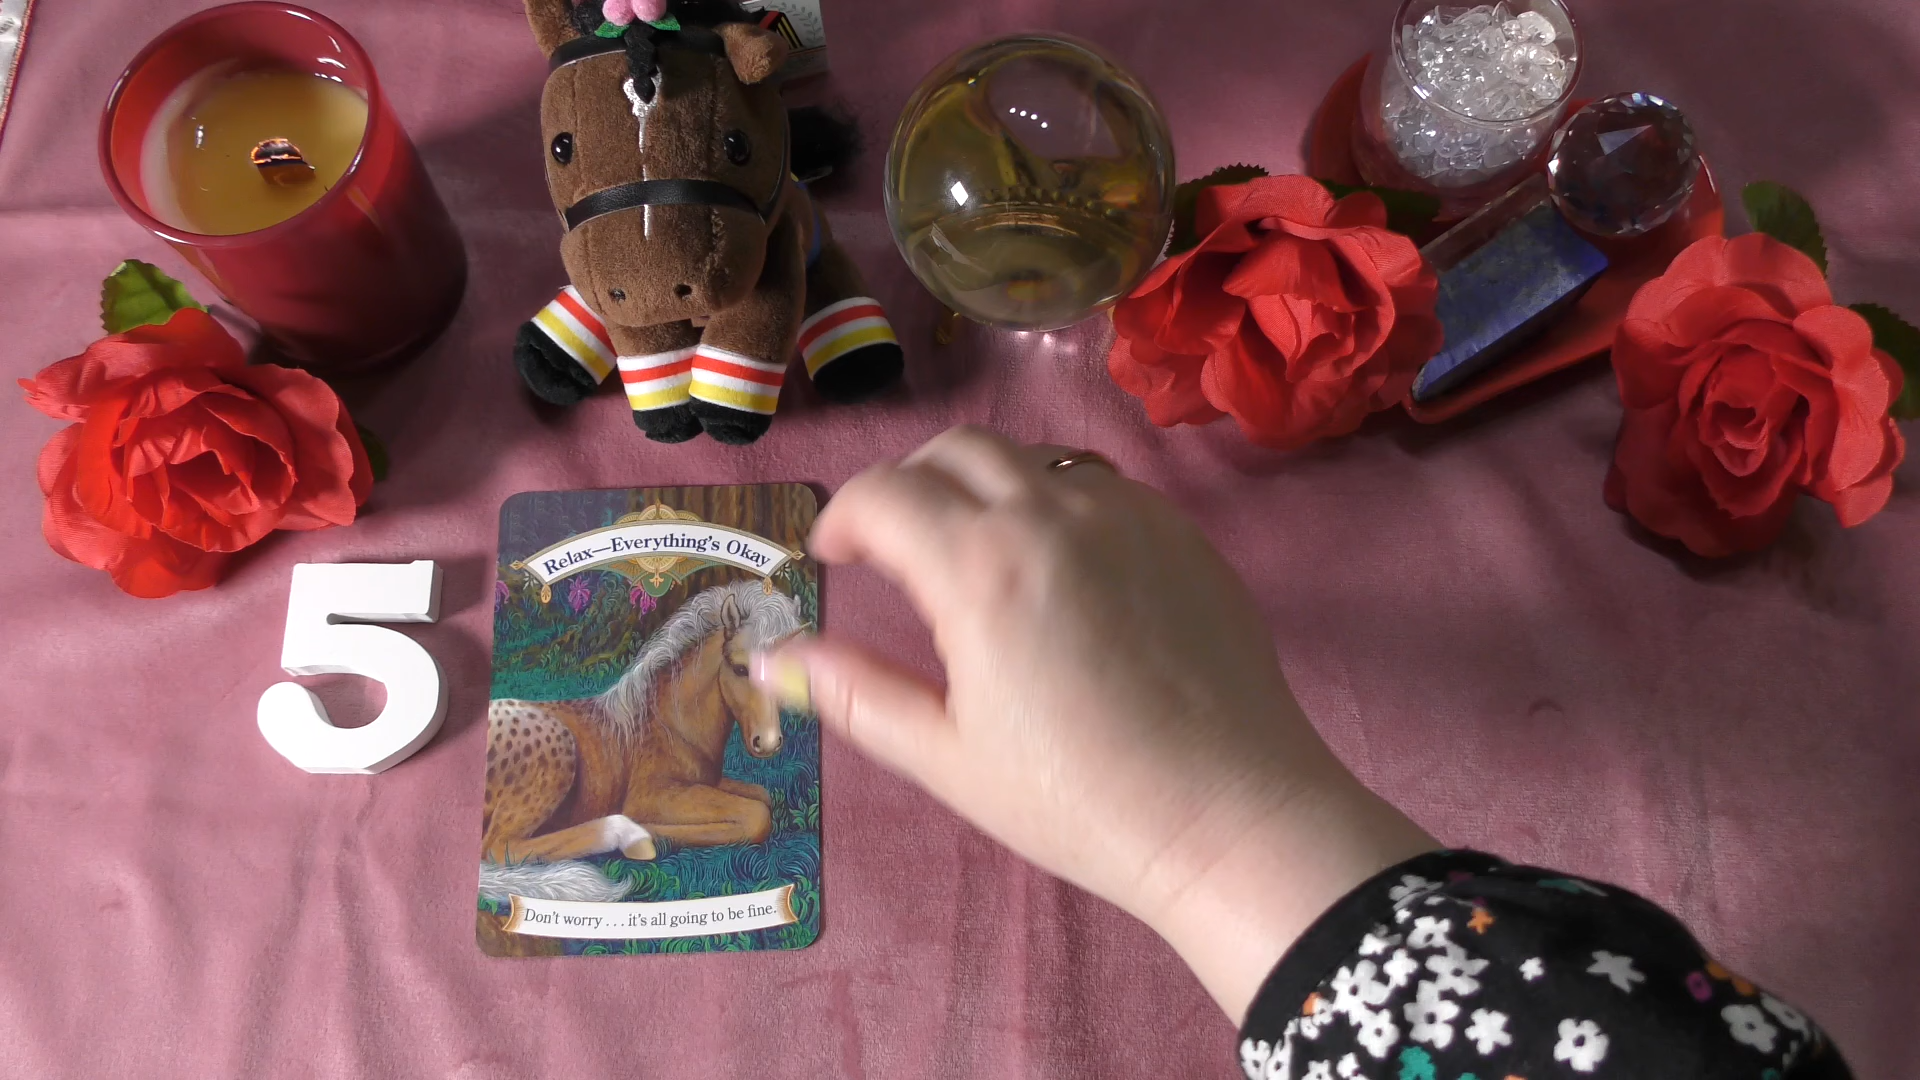 Relax—Everything's Okay
5
Don't worry . . . it's all going to be fine.